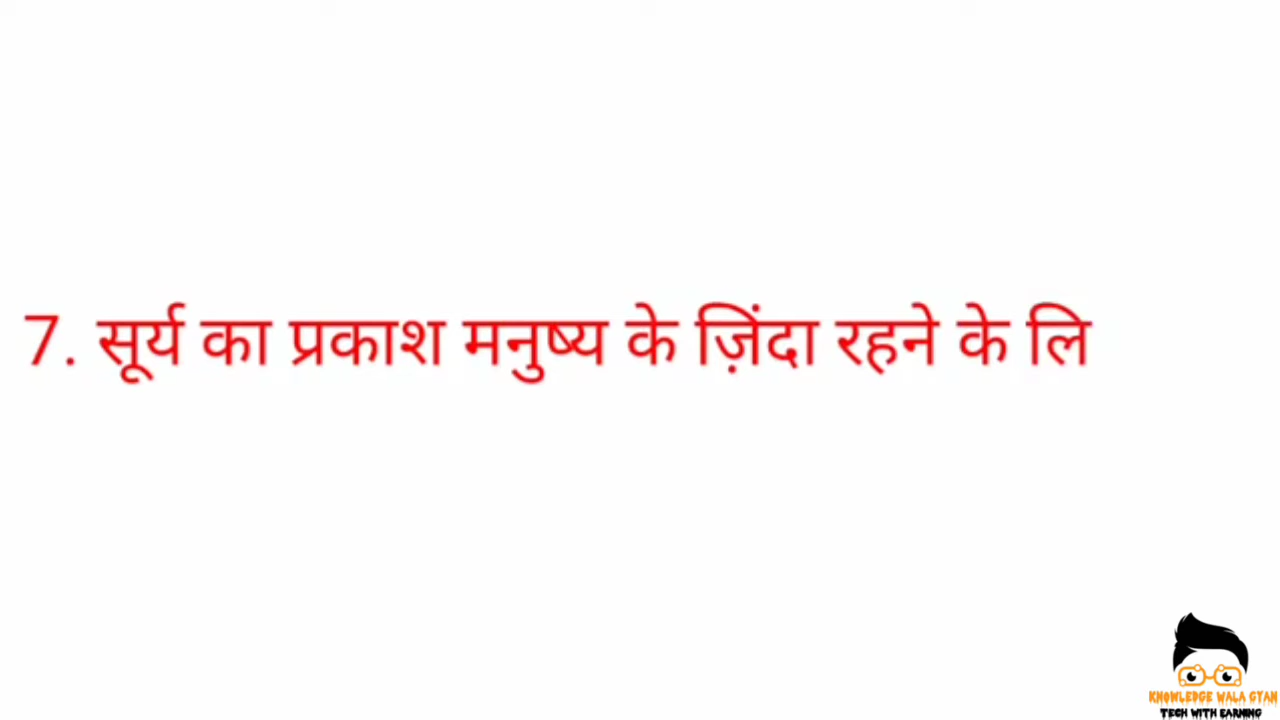 7. सूर्य का प्रकाश मनुष्य के ज़िंदा रहने के लि
KNOWLEDGE WALA GYAN
TECH WITH EARNING